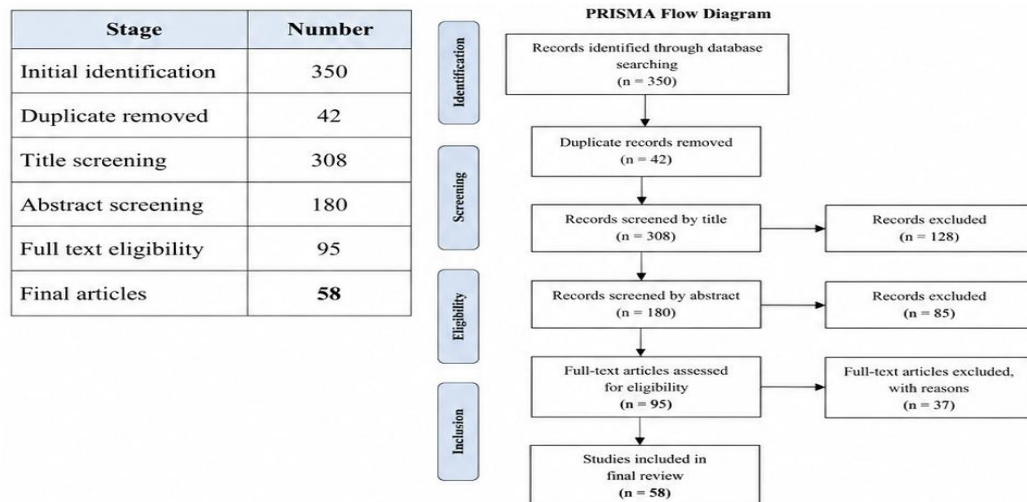 Stage Number
Initial identification 350
Duplicate removed 42
Title screening 308
Abstract screening 180
Full text eligibility 95
Final articles 58
PRISMA Flow Diagram
Identification
Records identified through database
searching
(n = 350)
Duplicate records removed
(n = 42)
Screening
Records screened by title
(n = 308)
Records excluded
(n = 128)
Eligibility
Records screened by abstract
(n = 180)
Records excluded
(n = 85)
Full-text articles assessed
for eligibility
(n = 95)
Full-text articles excluded,
with reasons
(n = 37)
Inclusion
Studies included in
final review
(n = 58)